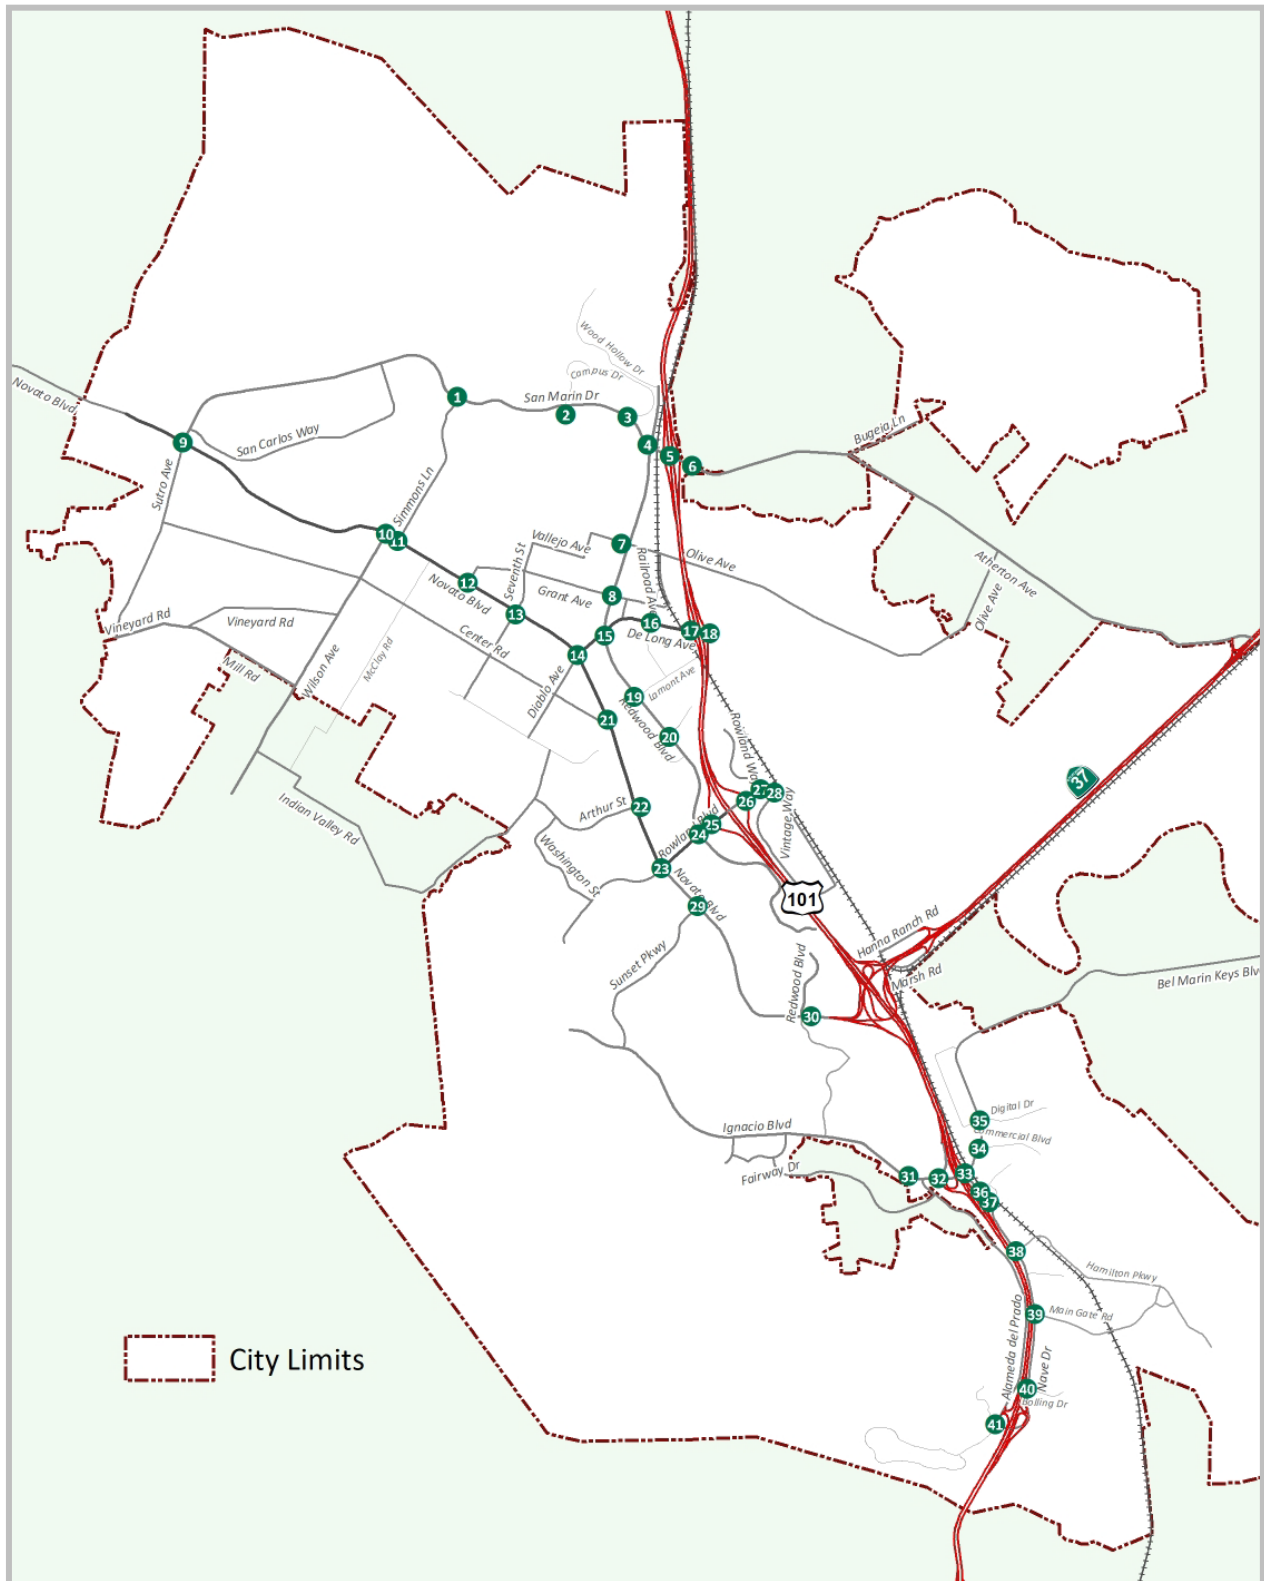 Wood Hollow Dr
Campus Dr
San Marin Dr
Novato Blvd
1
2
3
4
5
6
San Carlos Way
9
Bugeia Ln
Sutro Ave
Simmons Ln
10
11
Vallejo Ave
7
Olive Ave
Railroad Ave
Seventh St
Atherton Ave
Olive Ave
12
Novato Blvd
Grant Ave
8
13
Vineyard Rd
Vineyard Rd
Center Rd
14
15
16
De Long Ave
17
18
Mill Rd
Wilson Ave
McClay Rd
Diablo Ave
Lamont Ave
19
Redwood Blvd
20
21
Rowland Way
37
27
28
26
Vintage Way
Indian Valley Rd
Arthur St
22
Rowland Blvd
25
24
Washington St
23
Novato Blvd
29
101
Hanna Ranch Rd
Marsh Rd
Sunset Pkwy
Redwood Blvd
30
Bel Marin Keys Blv
Digital Dr
35
Commercial Blvd
34
Ignacio Blvd
Fairway Dr
31
32
33
36
37
38
Hamilton Pkwy
Main Gate Rd
39
Alameda del Prado
Nave Dr
40
Bolling Dr
41
City Limits